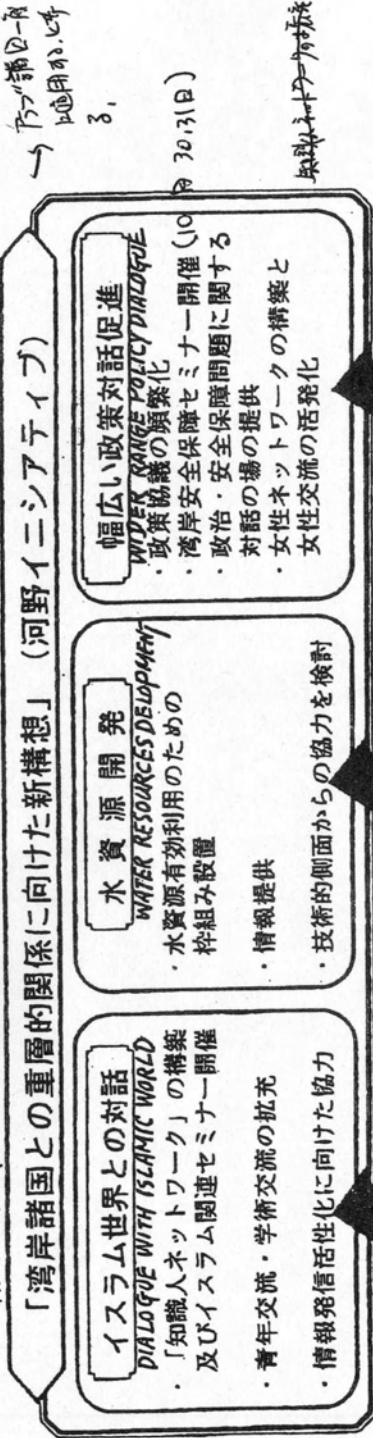 「湾岸諸国との重層的関係に向けた新構想」(河野イニシアティブ)
イスラム世界との対話
DIALOGUE WITH ISLAMIC WORLD
・「知識人ネットワーク」の構築
及びイスラム関連セミナー開催
・青年交流・学術交流の拡充
・情報発信活性化に向けた協力
水資源開発
WATER RESOURCES DELOPMENT
・水資源有効利用のための
枠組み設置
・情報提供
・技術的側面からの協力を検討
幅広い政策対話促進
WIDER RANGE POLICY DIALOGUE
・政策協議の頻繁化
・湾岸安全保障セミナー開催(10月30,31日)
・政治・安全保障問題に関する
対話の場の提供
・女性ネットワークの構築と
女性交流の活発化
→アラブ諸国一般
る。